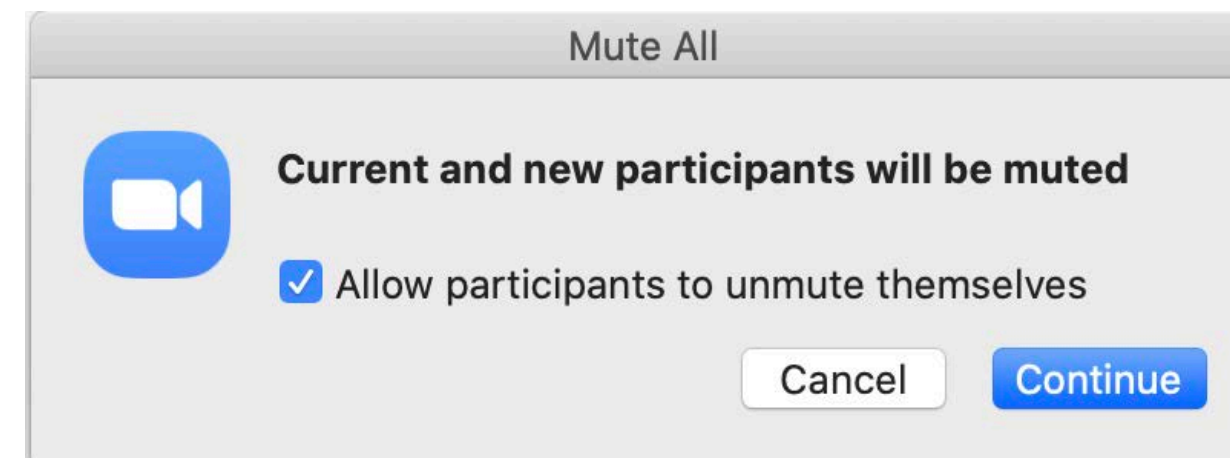 Mute All
Current and new participants will be muted
Allow participants to unmute themselves
Cancel
Continue